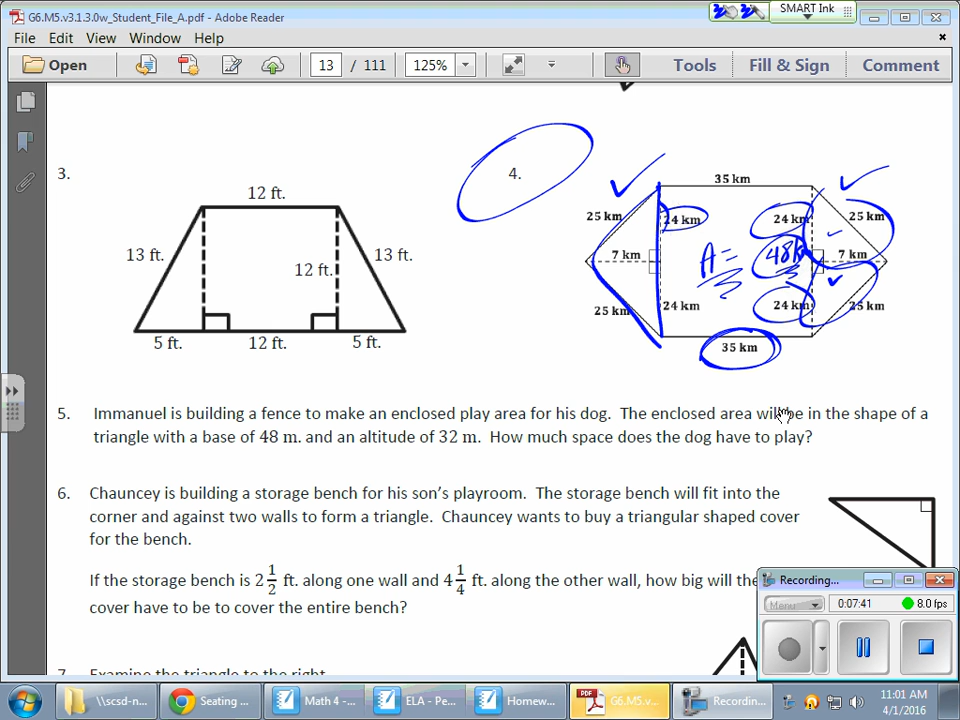 G6.M5.v3.1.3.0w_Student_File_A.pdf - Adobe Reader
SMART Ink
File Edit View Window Help
Open 13 / 111 125% Tools Fill & Sign Comment
3.
12 ft.
13 ft. 12 ft. 13 ft.
5 ft. 12 ft. 5 ft.
4.
35 km
25 km 24 km 24 km 25 km
7 km A = 48k 7 km
25 km 24 km 24 km 25 km
35 km
5. Immanuel is building a fence to make an enclosed play area for his dog. The enclosed area will be in the shape of a
triangle with a base of 48 m. and an altitude of 32 m. How much space does the dog have to play?
6. Chauncey is building a storage bench for his son’s playroom. The storage bench will fit into the
corner and against two walls to form a triangle. Chauncey wants to buy a triangular shaped cover
for the bench.
If the storage bench is 2 1/2 ft. along one wall and 4 1/4 ft. along the other wall, how big will the
cover have to be to cover the entire bench?
7. Examine the triangle to the right.
Recording...
Menu 0:07:41 8.0 fps
\\scsd-n... Seating ... Math 4 -... ELA - Pe... Homew... G6.M5.v... Recordin...
11:01 AM
4/1/2016